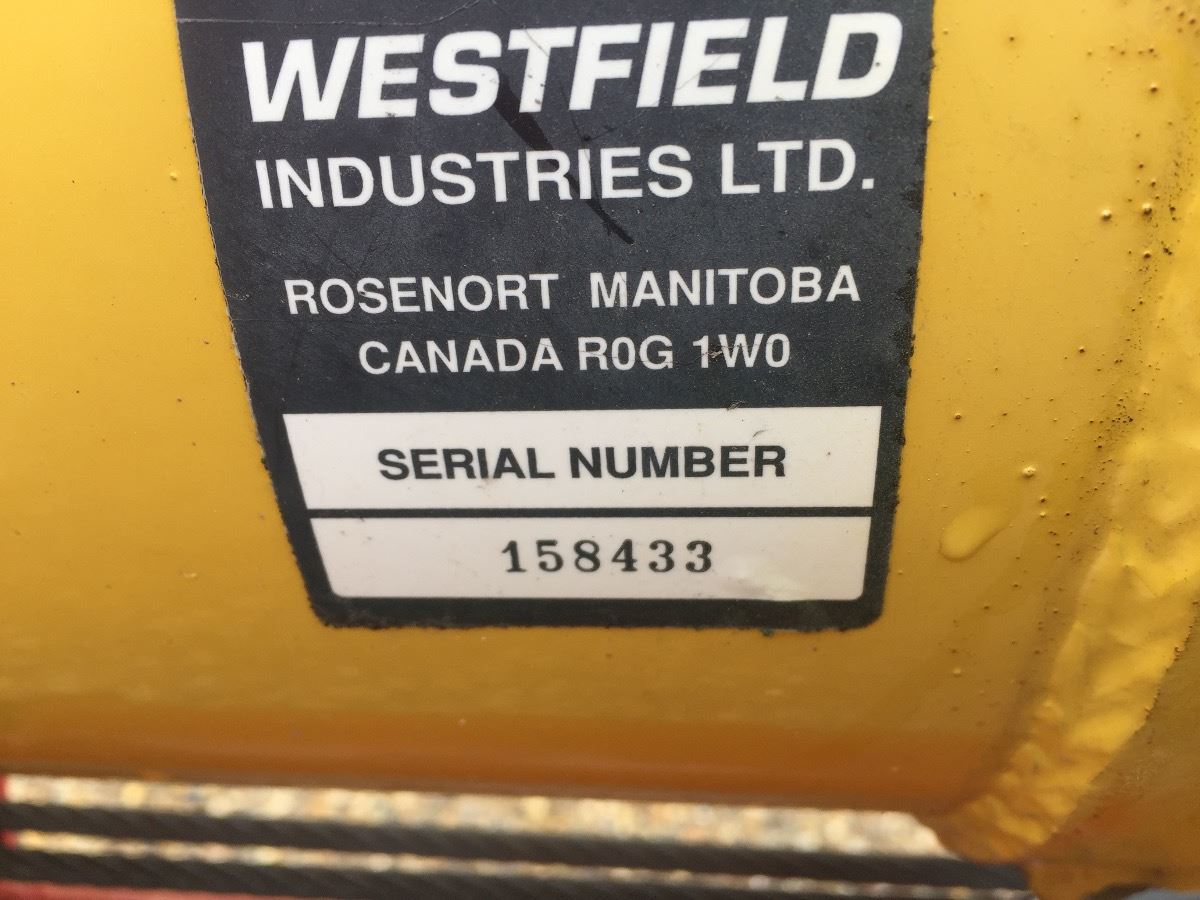 WESTFIELD
INDUSTRIES LTD.
ROSENORT MANITOBA
CANADA R0G 1W0
SERIAL NUMBER
158433